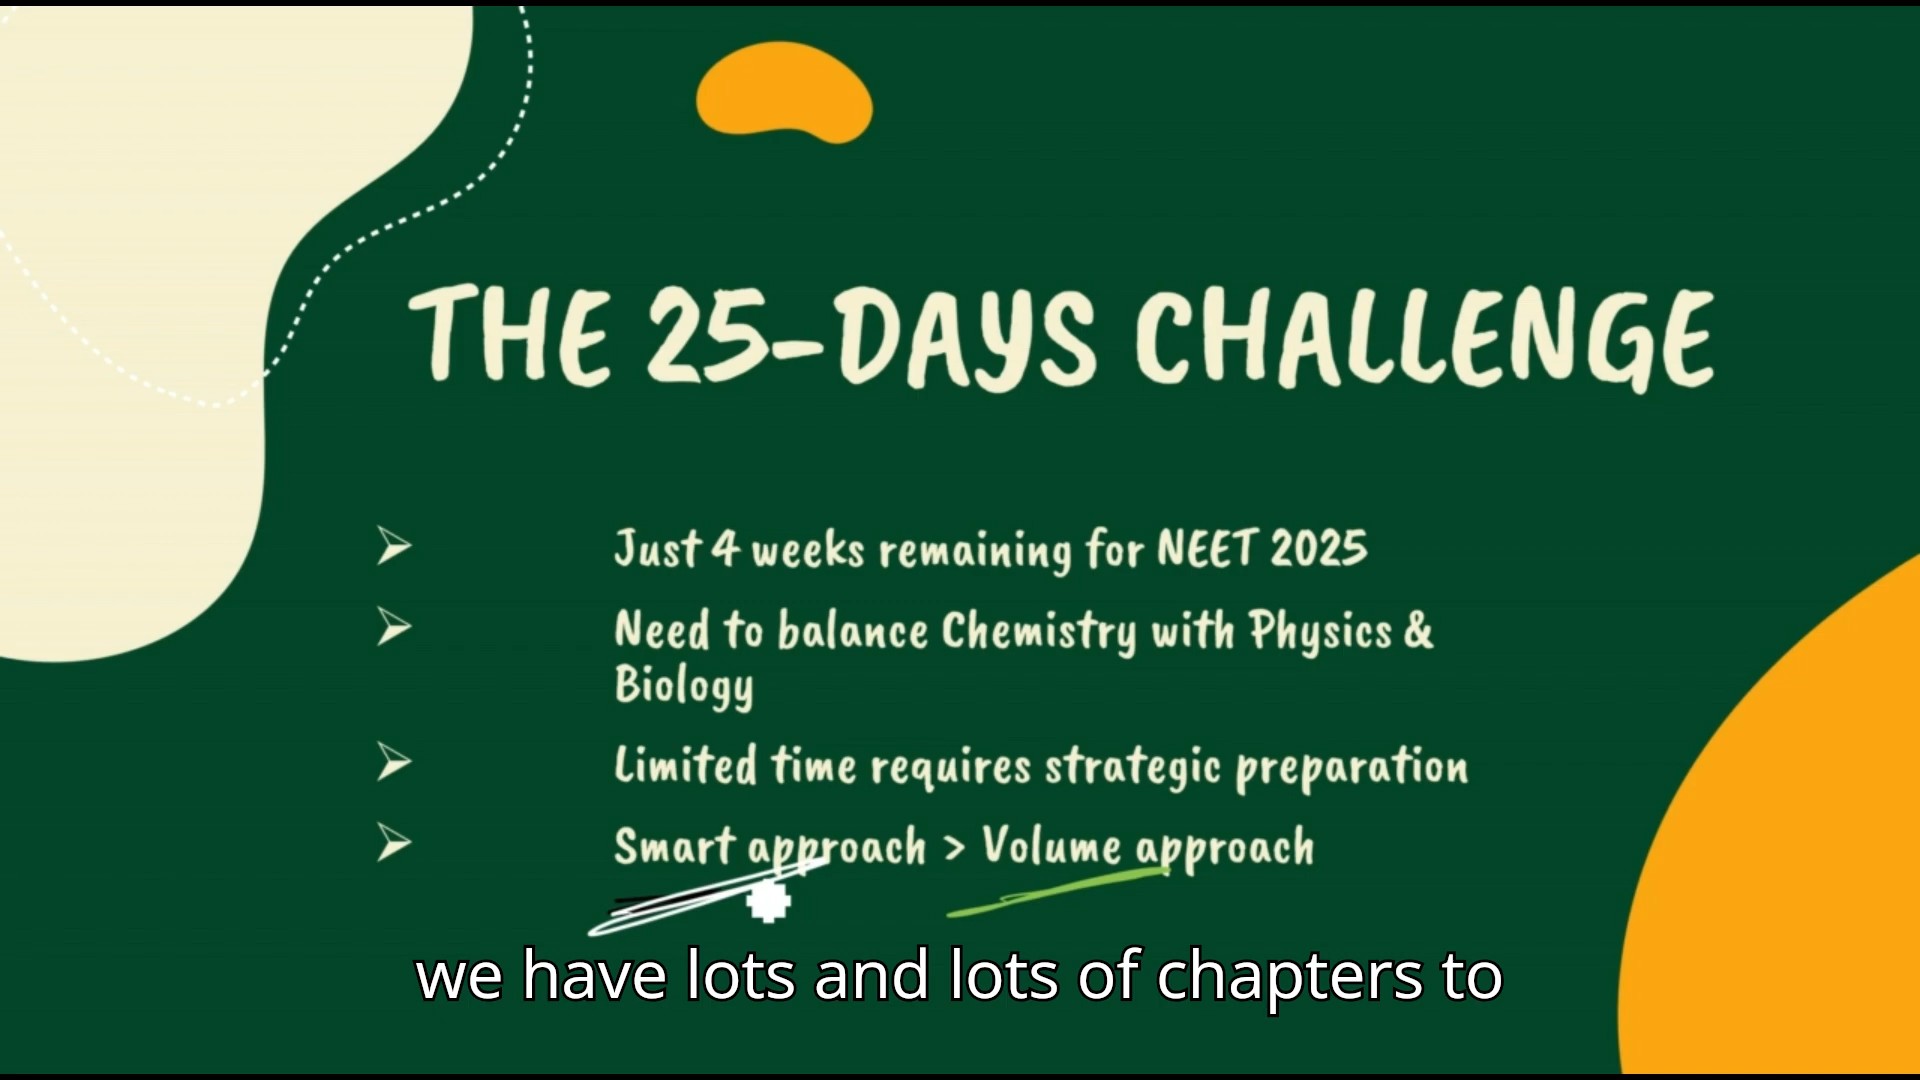 THE 25-DAYS CHALLENGE
➢ Just 4 weeks remaining for NEET 2025
➢ Need to balance Chemistry with Physics &
Biology
➢ Limited time requires strategic preparation
➢ Smart approach > Volume approach
we have lots and lots of chapters to